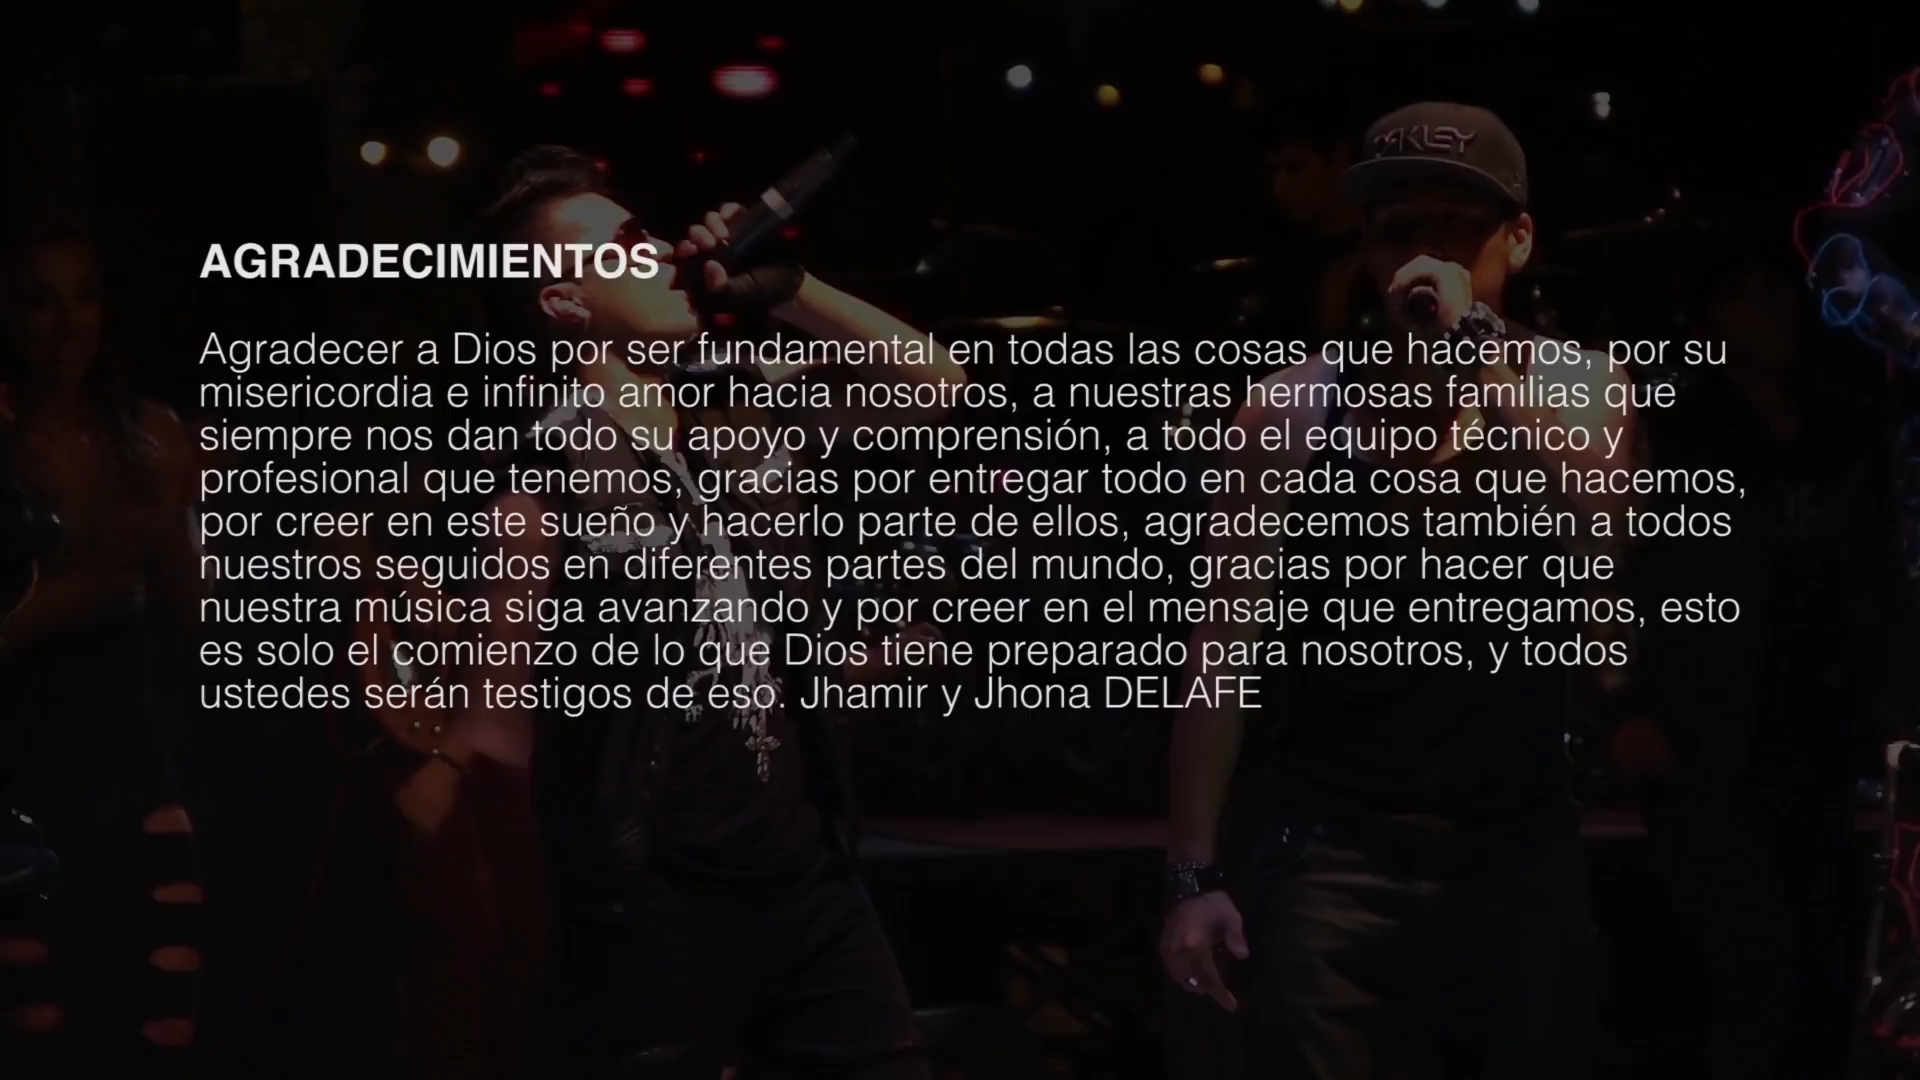 OAKLEY
AGRADECIMIENTOS
Agradecer a Dios por ser fundamental en todas las cosas que hacemos, por su
misericordia e infinito amor hacia nosotros, a nuestras hermosas familias que
siempre nos dan todo su apoyo y comprensión, a todo el equipo técnico y
profesional que tenemos, gracias por entregar todo en cada cosa que hacemos,
por creer en este sueño y hacerlo parte de ellos, agradecemos también a todos
nuestros seguidos en diferentes partes del mundo, gracias por hacer que
nuestra música siga avanzando y por creer en el mensaje que entregamos, esto
es solo el comienzo de lo que Dios tiene preparado para nosotros, y todos
ustedes serán testigos de eso. Jhamir y Jhona DELAFE